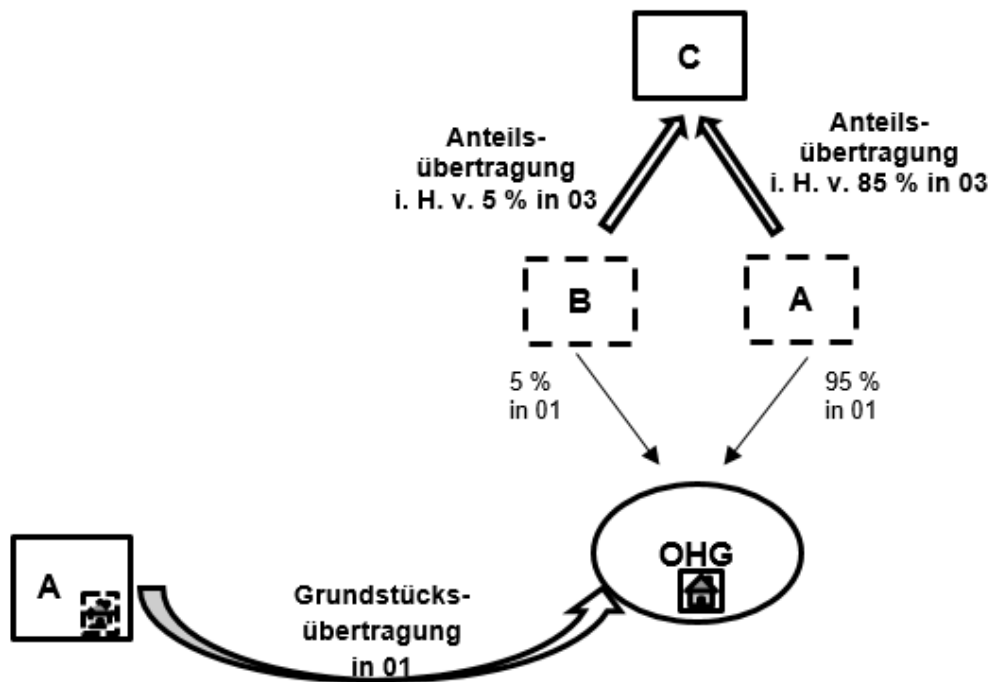 C
Anteils-
übertragung
i. H. v. 5 % in 03
Anteils-
übertragung
i. H. v. 85 % in 03
B
A
5 %
in 01
95 %
in 01
OHG
A
Grundstücks-
übertragung
in 01